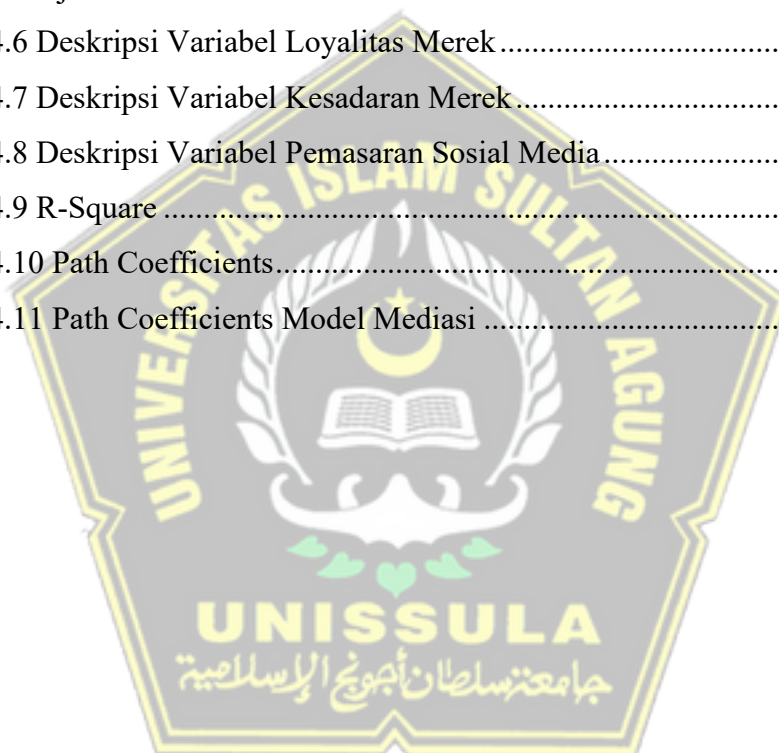 4.6 Deskripsi Variabel Loyalitas Merek
4.7 Deskripsi Variabel Kesadaran Merek
4.8 Deskripsi Variabel Pemasaran Sosial Media
4.9 R-Square
4.10 Path Coefficients
4.11 Path Coefficients Model Mediasi
UNIVERSITAS ISLAM SULTAN AGUNG
UNISSULA
جامعة سلطان أجونج الإسلامية